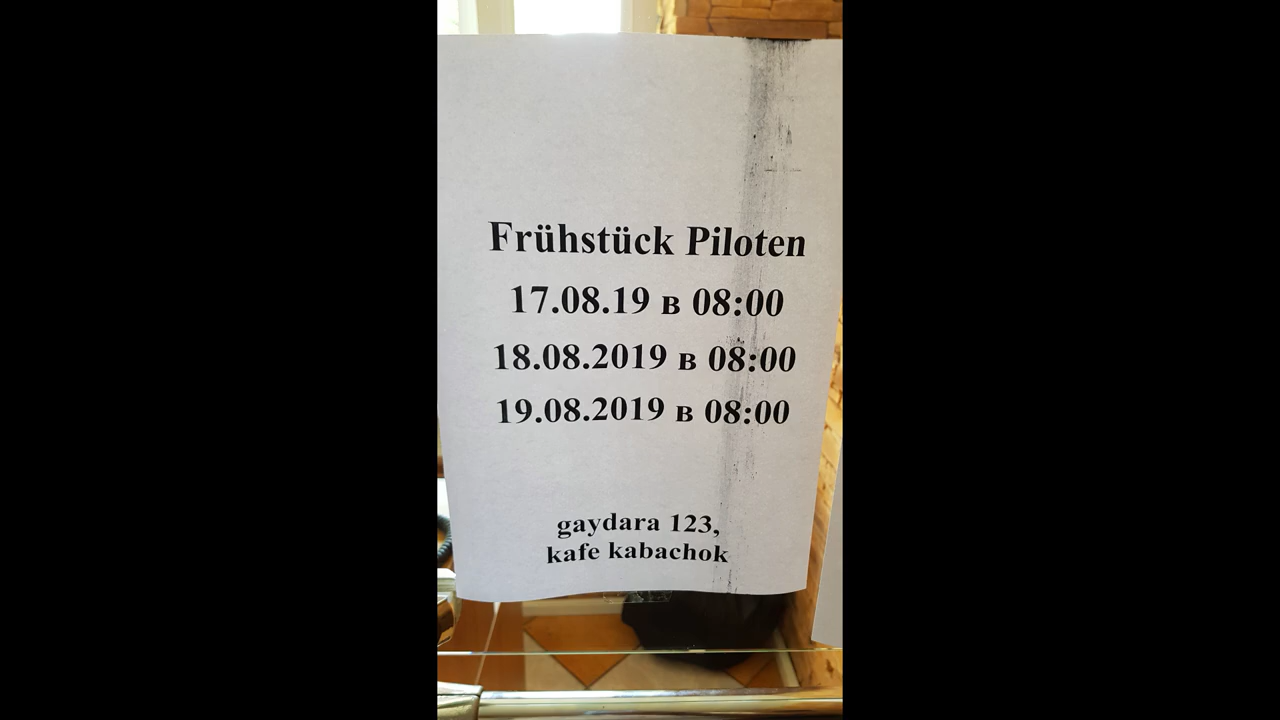 Frühstück Piloten
17.08.19 в 08:00
18.08.2019 в 08:00
19.08.2019 в 08:00
gaydara 123,
kafe kabachok